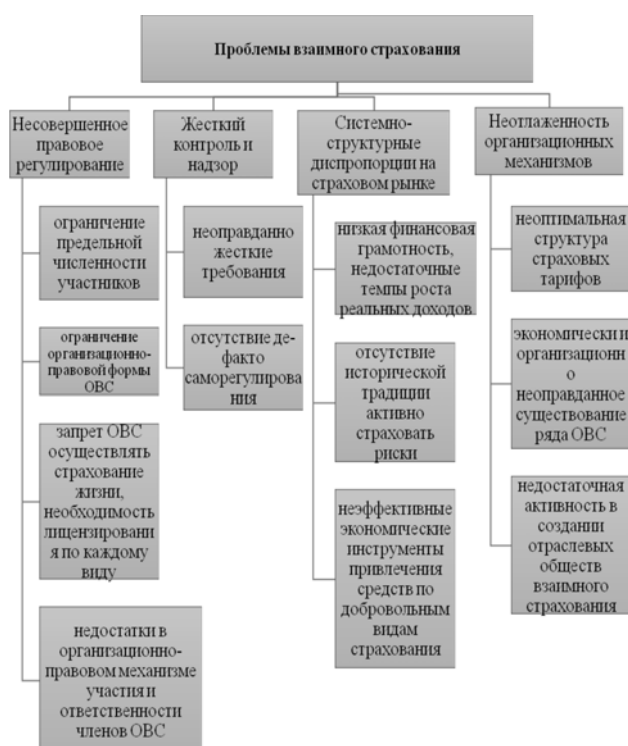 Проблемы взаимного страхования
Несовершенное
правовое
регулирование
ограничение
предельной
численности
участников
ограничение
организационно-
правовой формы
ОВС
запрет ОВС
осуществлять
страхование
жизни,
необходимость
лицензировани
я по каждому
виду
недостатки в
организационно-
правовом механизме
участия и
ответственности
членов ОВС
Жесткий
контроль и
надзор
неоправданно
жесткие
требования
отсутствие де-
факто
саморегулирова
ния
Системно-
структурные
диспропорции на
страховом рынке
низкая финансовая
грамотность,
недостаточные
темпы роста
реальных доходов
отсутствие
исторической
традиции
активно
страховать
риски
неэффективные
экономические
инструменты
привлечения
средств по
добровольным
видам
страхования
Неотлаженность
организационных
механизмов
неоптимальная
структура
страховых
тарифов
экономически и
организационн
о
неоправданное
существование
ряда ОВС
недостаточная
активность в
создании
отраслевых
обществ
взаимного
страхования